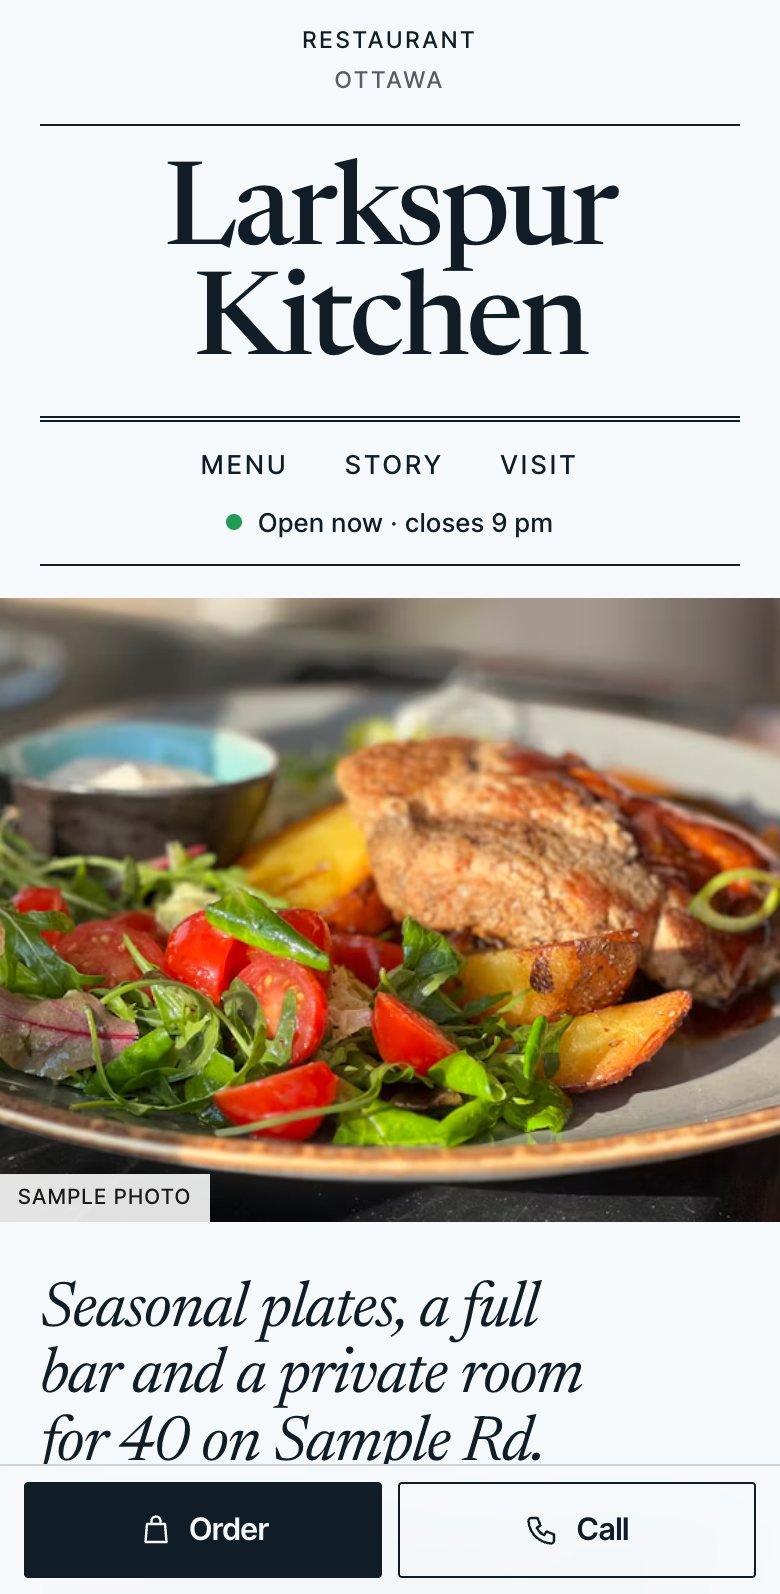 RESTAURANT
OTTAWA
Larkspur
Kitchen
MENU STORY VISIT
Open now · closes 9 pm
SAMPLE PHOTO
Seasonal plates, a full
bar and a private room
for 40 on Sample Rd.
Order Call